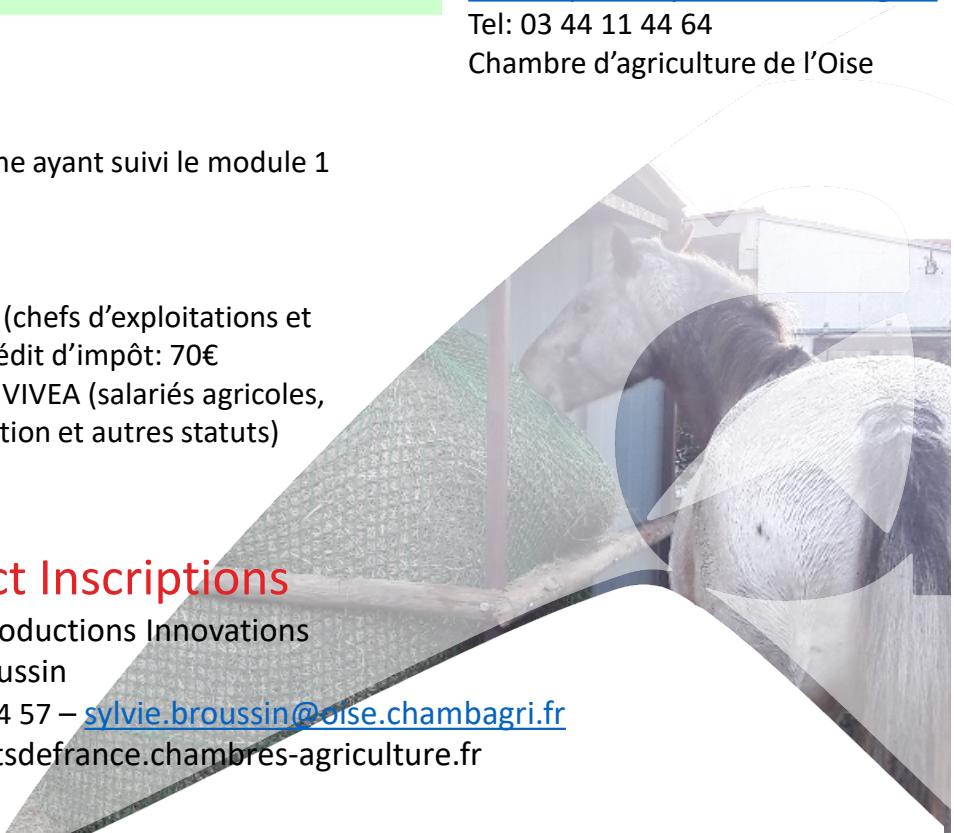 Tel: 03 44 11 44 64
Chambre d’agriculture de l’Oise
ne ayant suivi le module 1
(chefs d’exploitations et
édit d’impôt: 70€
VIVEA (salariés agricoles,
tion et autres statuts)
ct Inscriptions
oductions Innovations
ussin
4 57 – sylvie.broussin@oise.chambagri.fr
tsdefrance.chambres-agriculture.fr